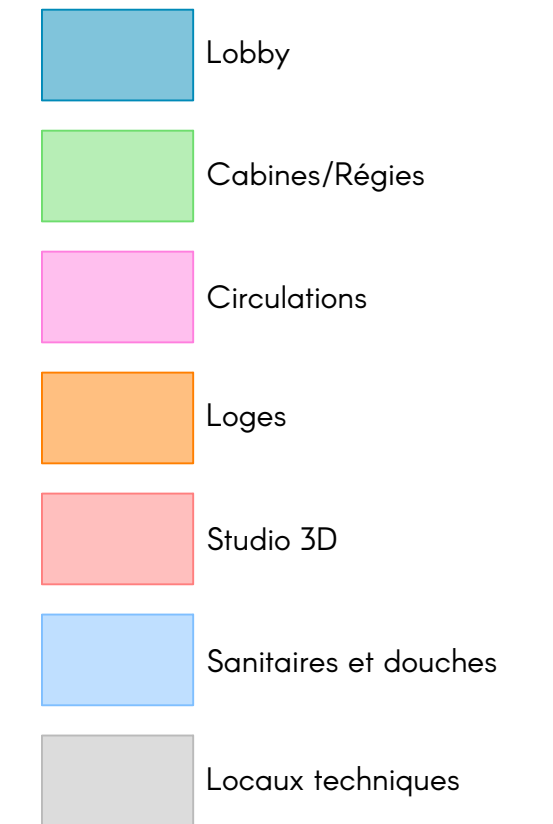 Lobby
Cabines/Régies
Circulations
Loges
Studio 3D
Sanitaires et douches
Locaux techniques